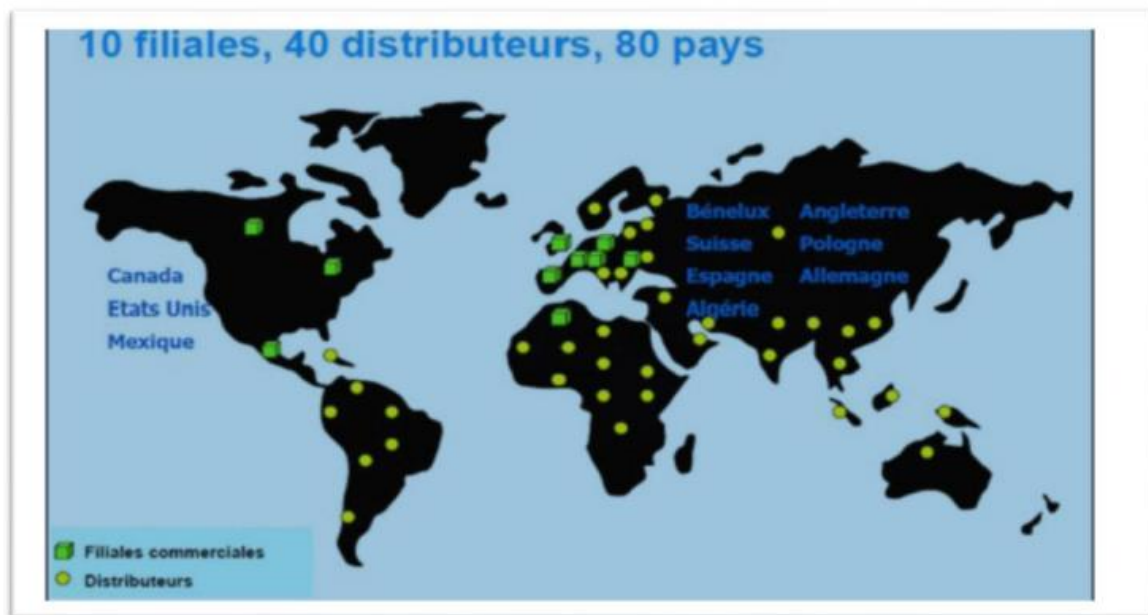 10 filiales, 40 distributeurs, 80 pays
Canada
Etats Unis
Mexique
Bénelux Angleterre
Suisse Pologne
Espagne Allemagne
Algérie
Filiales commerciales
Distributeurs